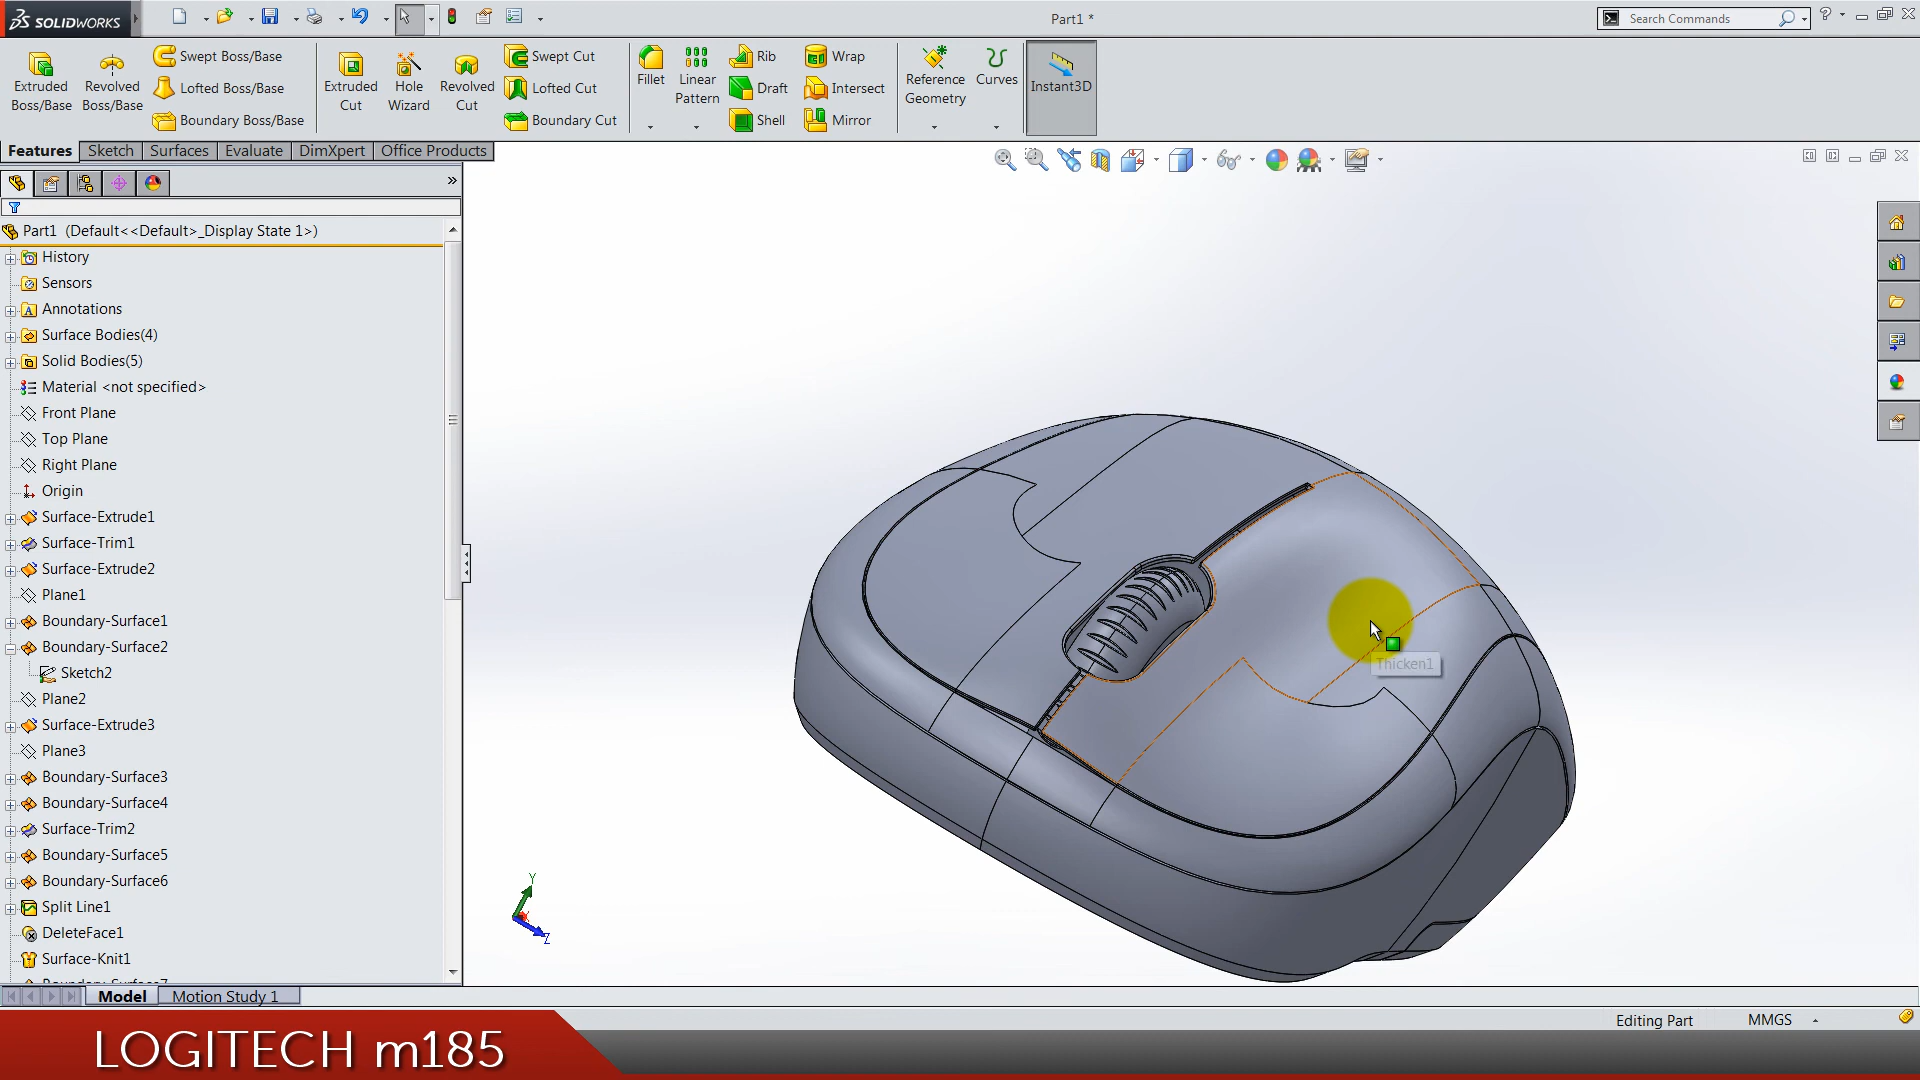 SOLIDWORKS
Part1 *
Search Commands
Extruded Boss/Base
Revolved Boss/Base
Swept Boss/Base
Lofted Boss/Base
Boundary Boss/Base
Extruded Cut
Hole Wizard
Revolved Cut
Swept Cut
Lofted Cut
Boundary Cut
Fillet
Linear Pattern
Rib
Draft
Shell
Wrap
Intersect
Mirror
Reference Geometry
Curves
Instant3D
Features
Sketch
Surfaces
Evaluate
DimXpert
Office Products
Part1 (Default<<Default>_Display State 1>)
History
Sensors
Annotations
Surface Bodies(4)
Solid Bodies(5)
Material <not specified>
Front Plane
Top Plane
Right Plane
Origin
Surface-Extrude1
Surface-Trim1
Surface-Extrude2
Plane1
Boundary-Surface1
Boundary-Surface2
Sketch2
Plane2
Surface-Extrude3
Plane3
Boundary-Surface3
Boundary-Surface4
Surface-Trim2
Boundary-Surface5
Boundary-Surface6
Split Line1
DeleteFace1
Surface-Knit1
Boundary-Surface7
Thicken1
Y
Z
Model
Motion Study 1
Editing Part
MMGS
LOGITECH m185